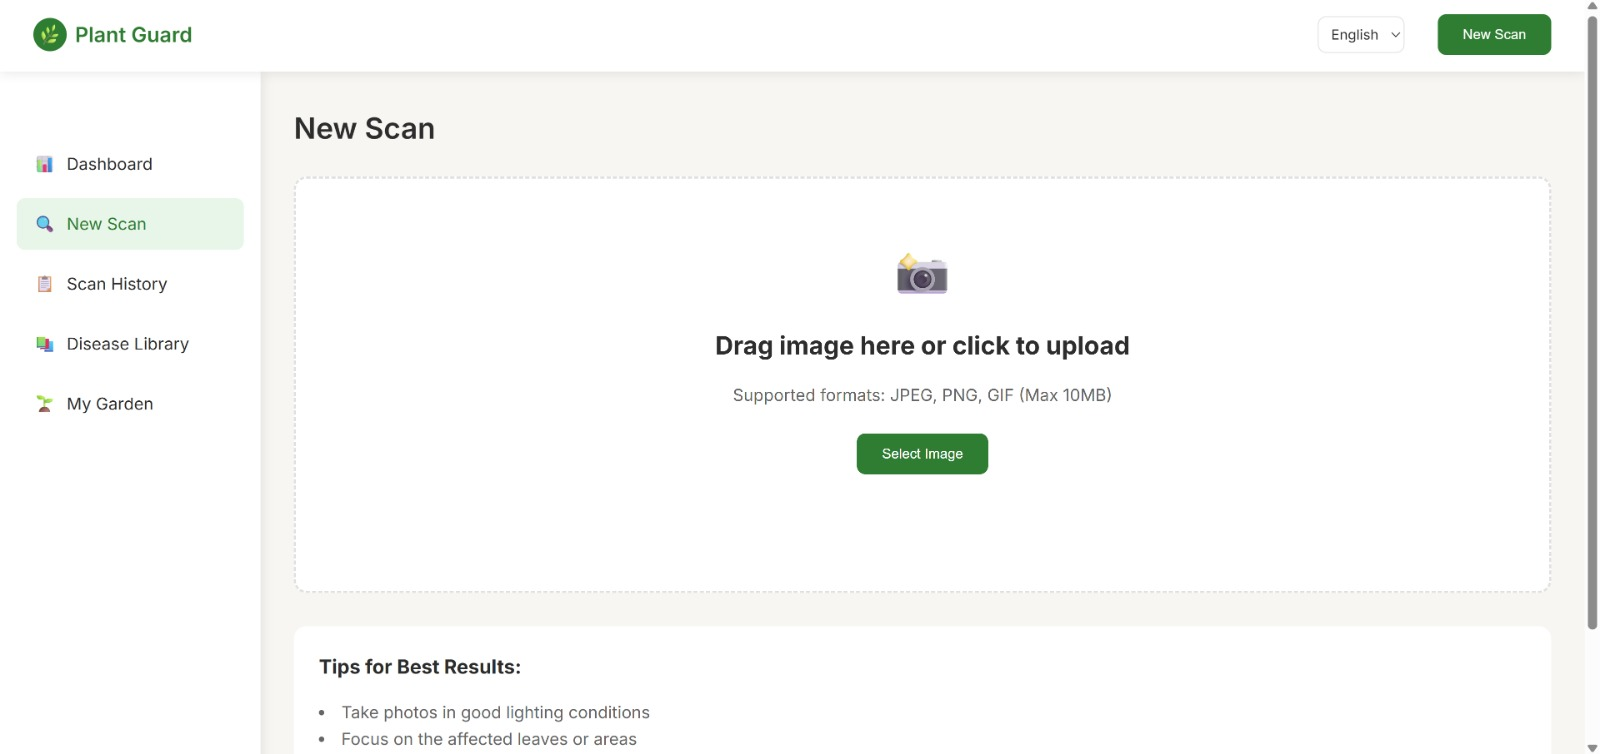 Plant Guard
English
New Scan
Dashboard
New Scan
Scan History
Disease Library
My Garden
New Scan
Drag image here or click to upload
Supported formats: JPEG, PNG, GIF (Max 10MB)
Select Image
Tips for Best Results:
• Take photos in good lighting conditions
• Focus on the affected leaves or areas